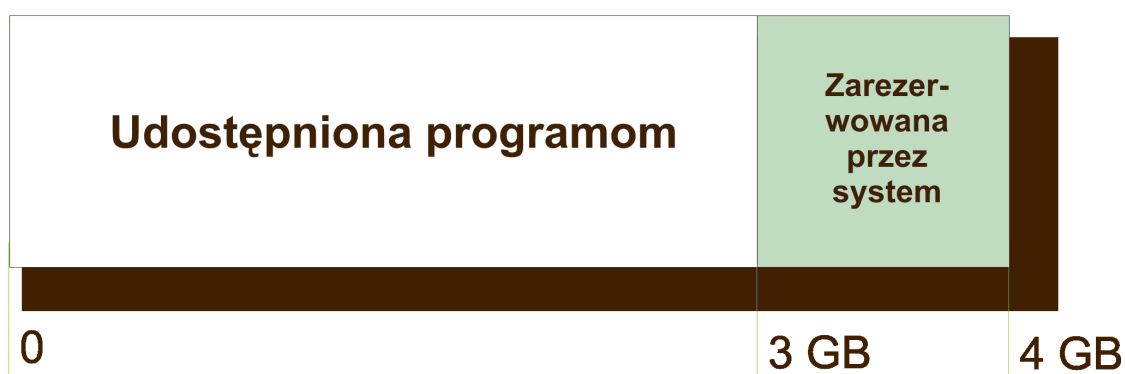 Udostępniona programom
Zarezer-
wowana
przez
system
0
3 GB
4 GB